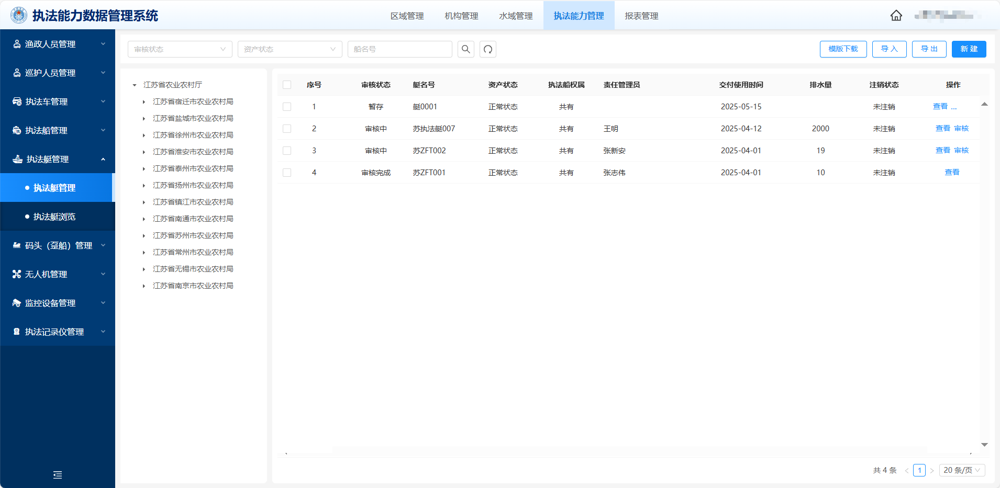 执法能力数据管理系统
区域管理 机构管理 水域管理 执法能力管理 报表管理
渔政人员管理
巡护人员管理
执法车管理
执法船管理
执法艇管理
执法艇管理
执法艇浏览
码头（趸船）管理
无人机管理
监控设备管理
执法记录仪管理
审核状态 资产状态 船名号
模版下载 导入 导出 新建
江苏省农业农村厅
江苏省宿迁市农业农村局
江苏省盐城市农业农村局
江苏省徐州市农业农村局
江苏省淮安市农业农村局
江苏省泰州市农业农村局
江苏省扬州市农业农村局
江苏省镇江市农业农村局
江苏省南通市农业农村局
江苏省苏州市农业农村局
江苏省常州市农业农村局
江苏省无锡市农业农村局
江苏省南京市农业农村局
序号 审核状态 艇名号 资产状态 执法船权属 责任管理员 交付使用时间 排水量 注销状态 操作
1 暂存 艇0001 正常状态 共有 2025-05-15 未注销 查看 ...
2 审核中 苏执法艇007 正常状态 共有 王明 2025-04-12 2000 未注销 查看 审核
3 审核中 苏ZFT002 正常状态 共有 张新安 2025-04-01 19 未注销 查看 审核
4 审核完成 苏ZFT001 正常状态 共有 张志伟 2025-04-01 10 未注销 查看
共 4 条 < 1 > 20 条/页